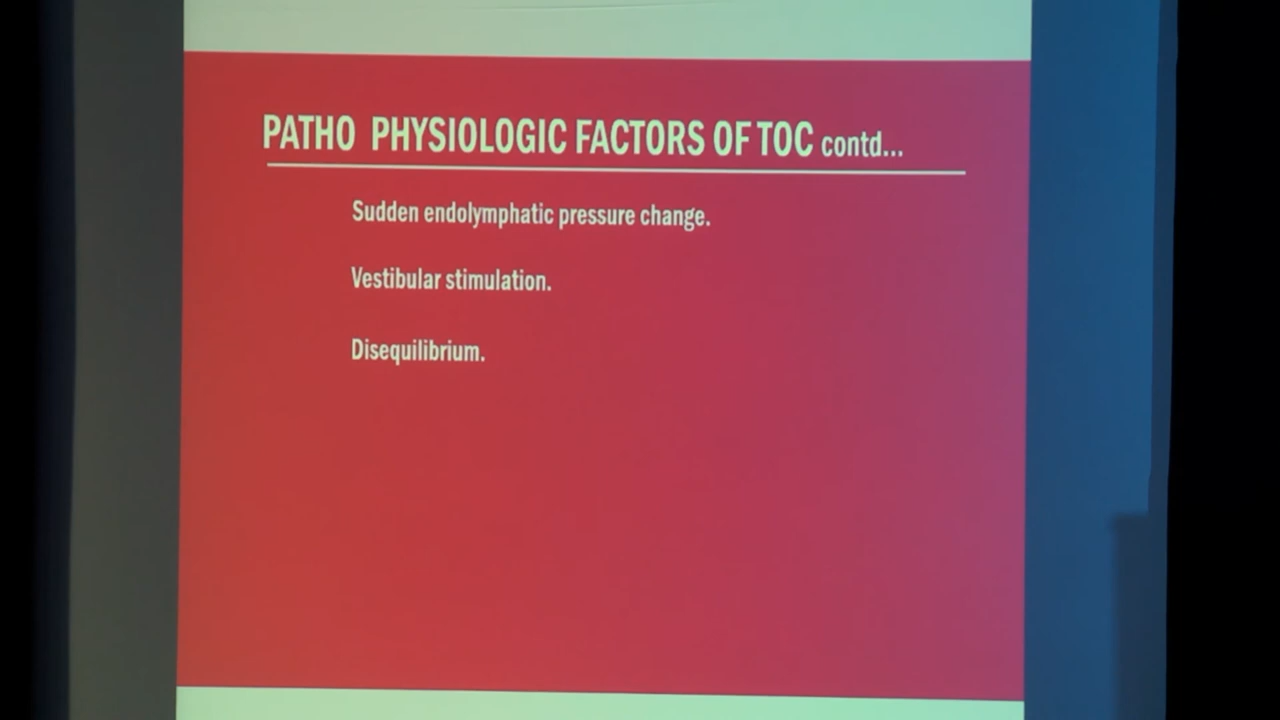 PATHO PHYSIOLOGIC FACTORS OF TOC contd...
Sudden endolymphatic pressure change.
Vestibular stimulation.
Disequilibrium.